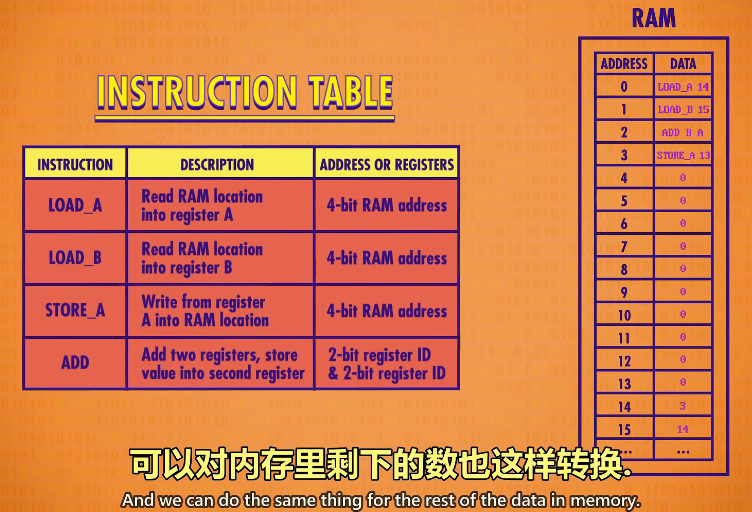 RAM
INSTRUCTION TABLE
INSTRUCTION DESCRIPTION ADDRESS OR REGISTERS
LOAD_A Read RAM location into register A 4-bit RAM address
LOAD_B Read RAM location into register B 4-bit RAM address
STORE_A Write from register A into RAM location 4-bit RAM address
ADD Add two registers, store value into second register 2-bit register ID & 2-bit register ID
ADDRESS DATA
0 LOAD_A 14
1 LOAD_B 15
2 ADD B A
3 STORE_A 13
4 0
5 0
6 0
7 0
8 0
9 0
10 0
11 0
12 0
13 0
14 3
15 14
... ...
可以对内存里剩下的数也这样转换.
And we can do the same thing for the rest of the data in memory.